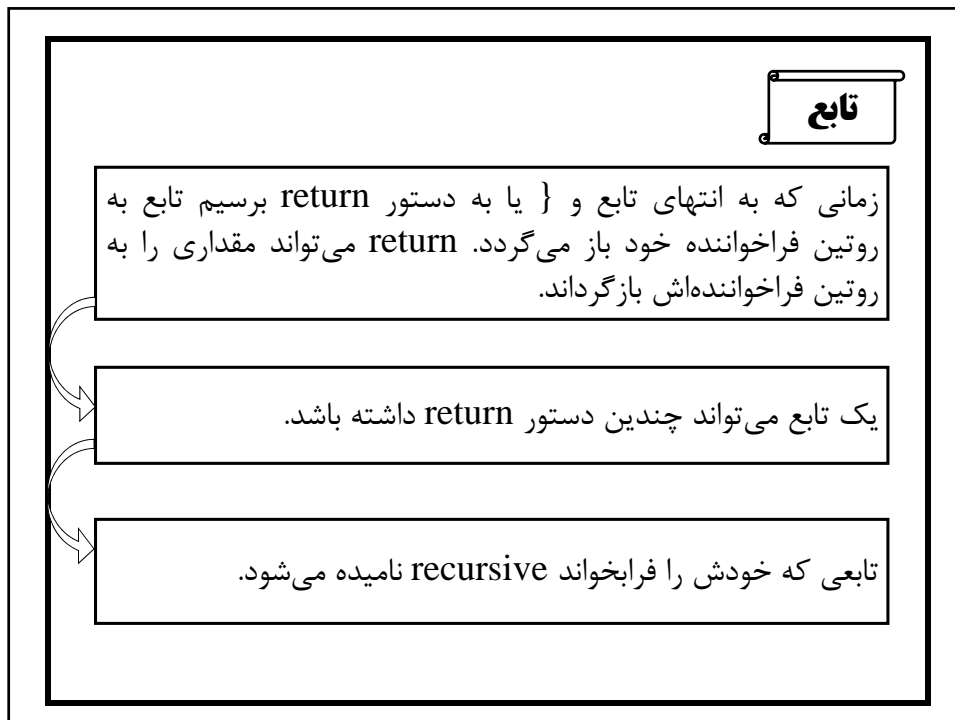 تابع
زمانی که به انتهای تابع و { یا به دستور return برسیم تابع به
روتین فراخواننده خود باز می‌گردد. return می‌تواند مقداری را به
روتین فراخواننده‌اش بازگرداند.
یک تابع می‌تواند چندین دستور return داشته باشد.
تابعی که خودش را فرابخواند recursive نامیده می‌شود.